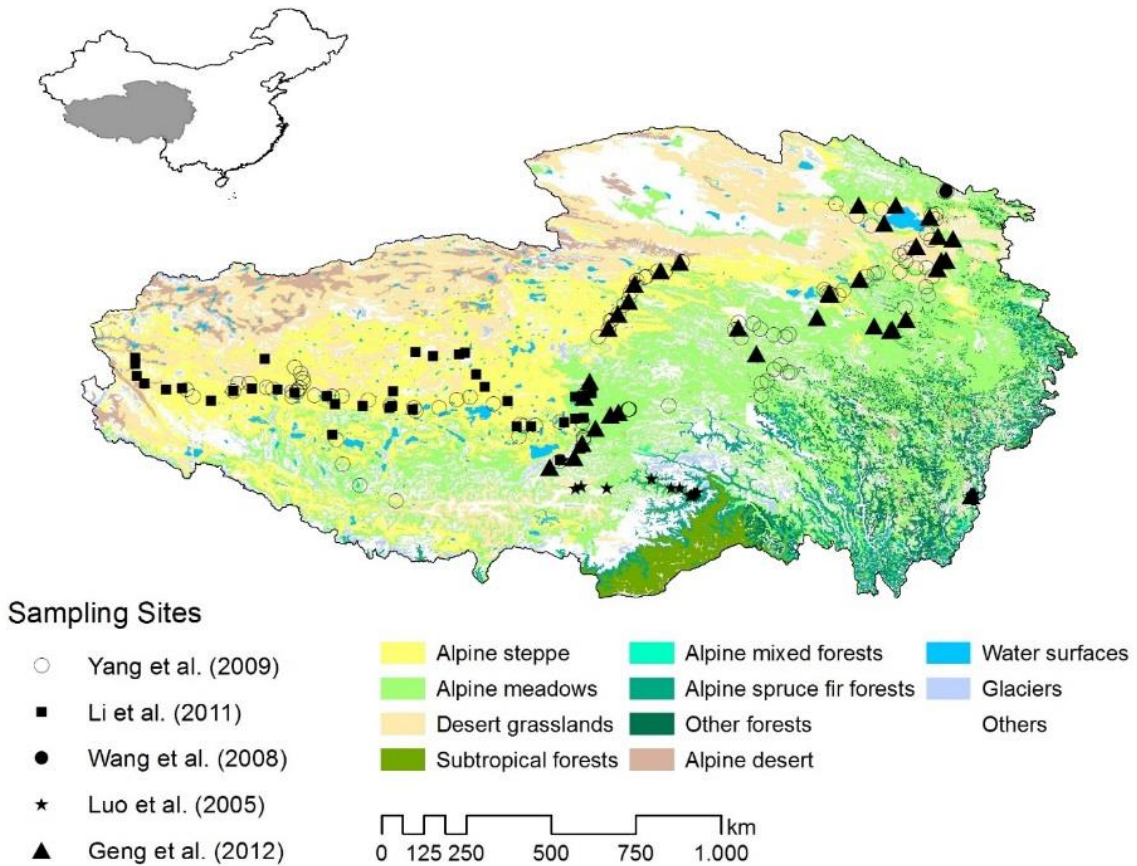 Sampling Sites
Yang et al. (2009)
Li et al. (2011)
Wang et al. (2008)
Luo et al. (2005)
Geng et al. (2012)
Alpine steppe
Alpine meadows
Desert grasslands
Subtropical forests
Alpine mixed forests
Alpine spruce fir forests
Other forests
Alpine desert
Water surfaces
Glaciers
Others
km
0 125 250 500 750 1.000